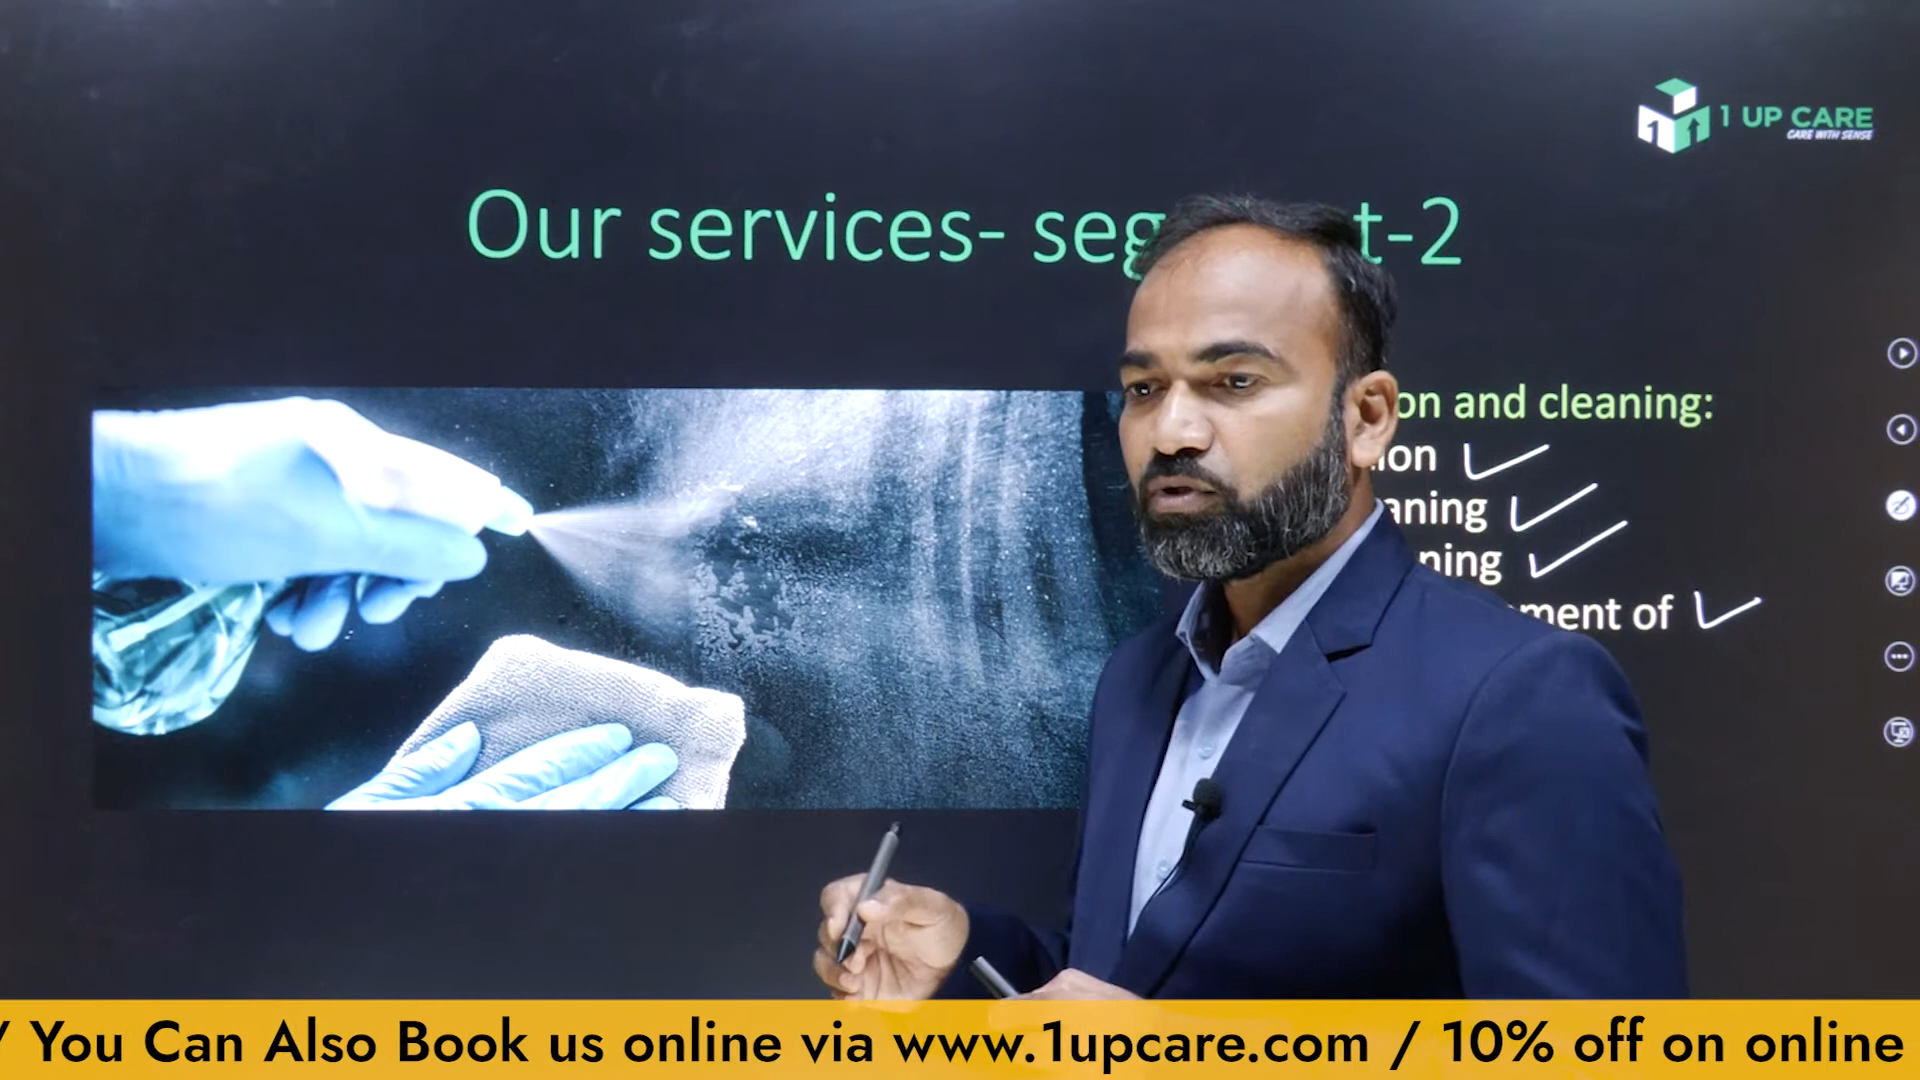 1 UP CARE
CARE WITH SENSE
Our services- seg t-2
on and cleaning:
ion
aning
ning
ment of
/ You Can Also Book us online via www.1upcare.com / 10% off on online